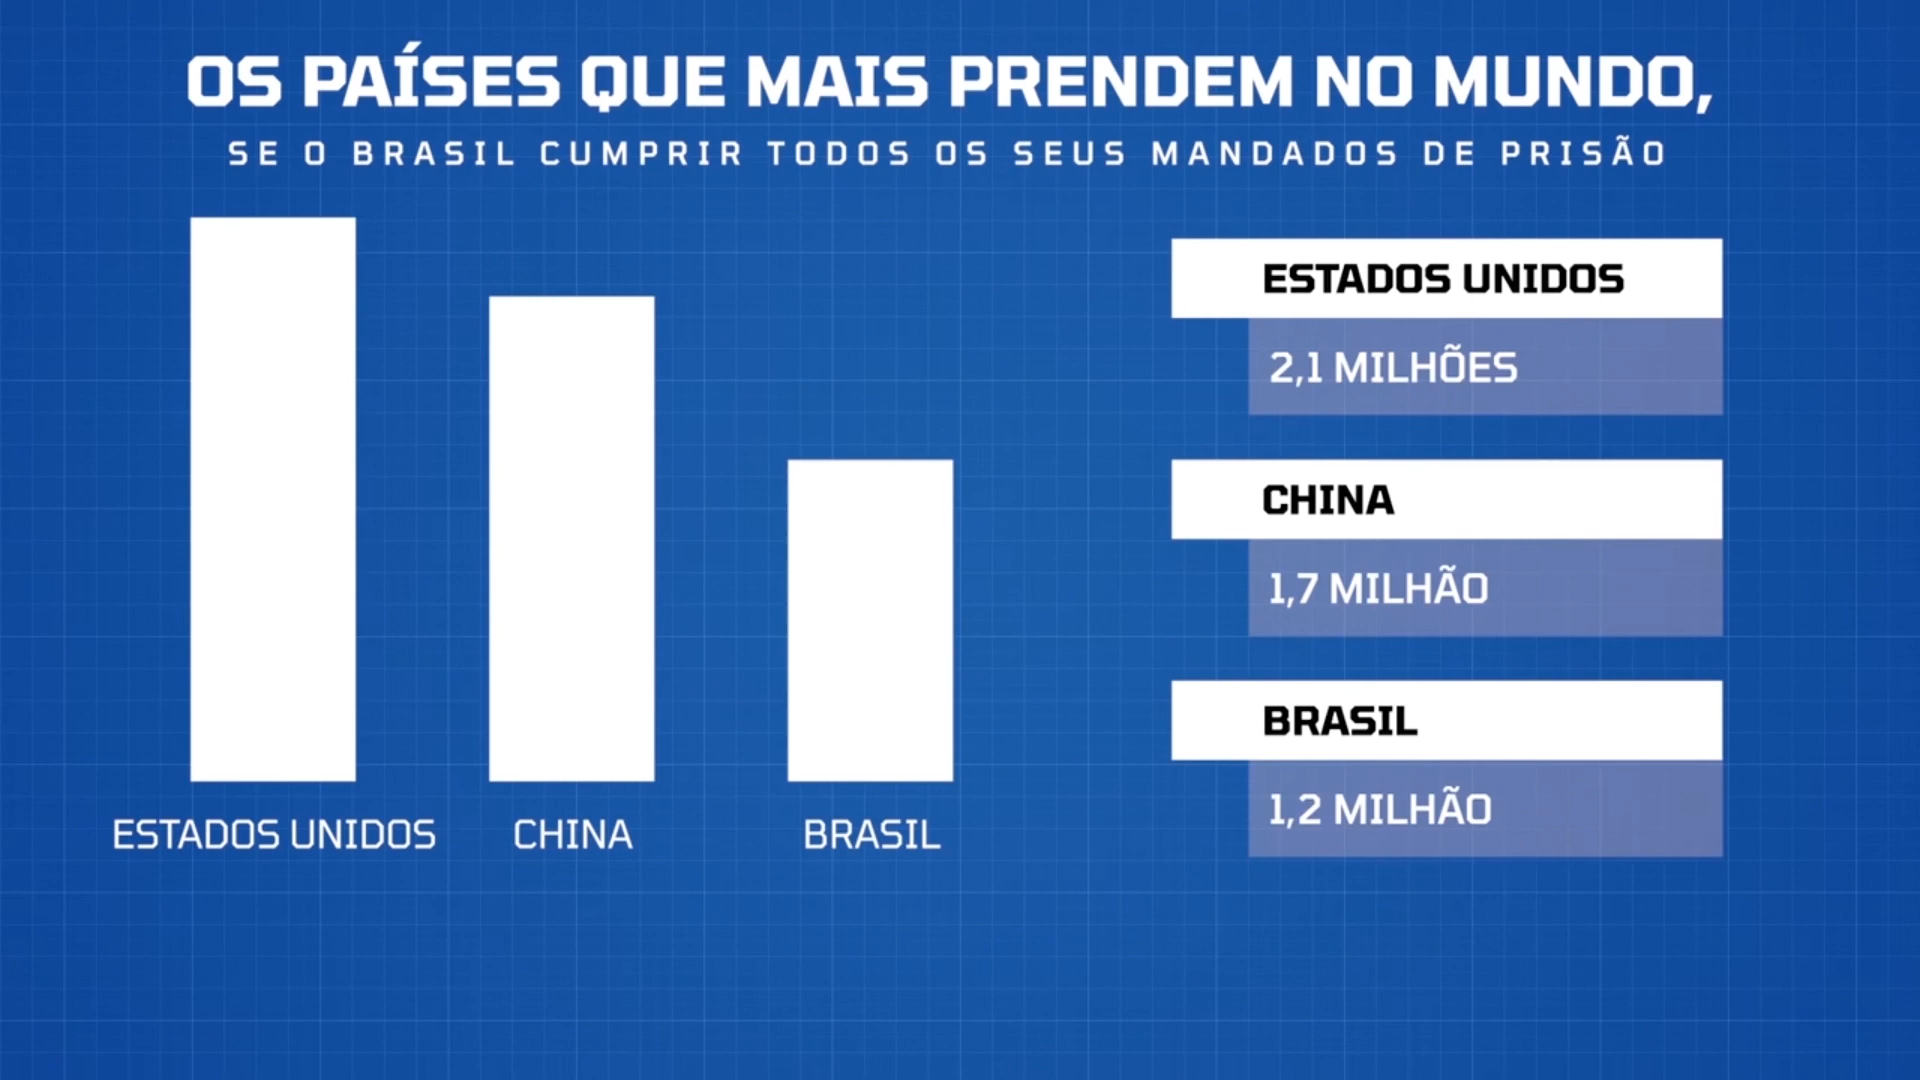 OS PAÍSES QUE MAIS PRENDEM NO MUNDO,
SE O BRASIL CUMPRIR TODOS OS SEUS MANDADOS DE PRISÃO
ESTADOS UNIDOS
CHINA
BRASIL
ESTADOS UNIDOS
2,1 MILHÕES
CHINA
1,7 MILHÃO
BRASIL
1,2 MILHÃO